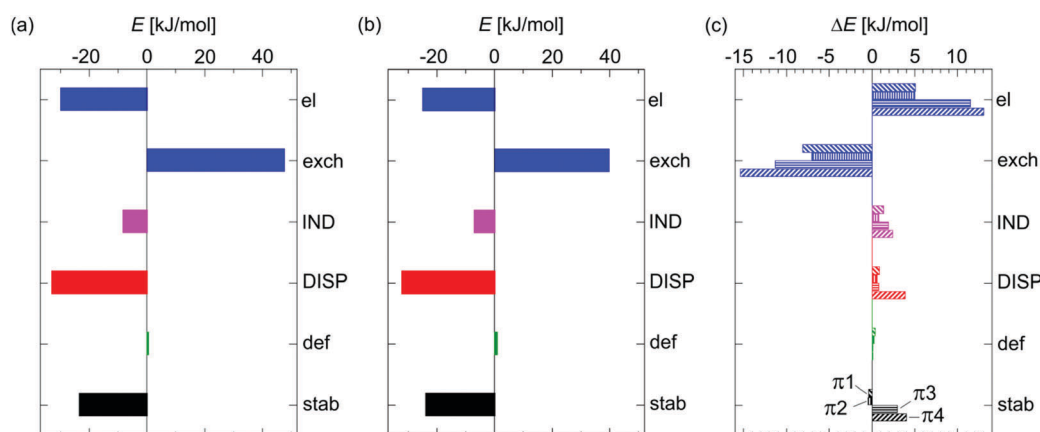 (a) E [kJ/mol]
-20 0 20 40
el
exch
IND
DISP
def
stab
(b) E [kJ/mol]
-20 0 20 40
el
exch
IND
DISP
def
stab
(c) ΔE [kJ/mol]
-15 -10 -5 0 5 10
el
exch
IND
DISP
def
π1
π2
π3
π4
stab